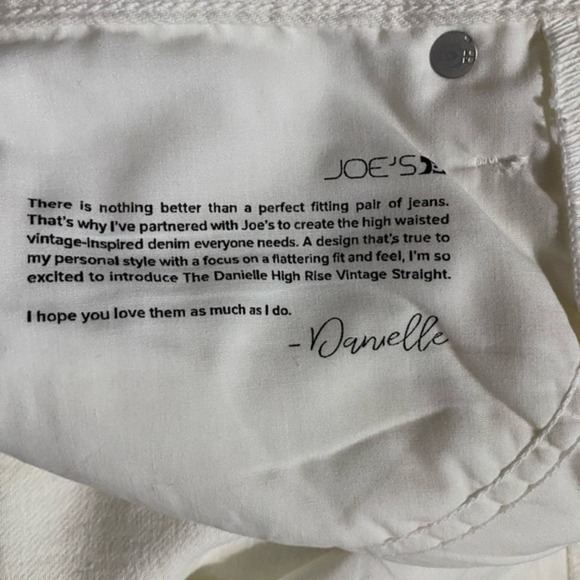 JOE'S
There is nothing better than a perfect fitting pair of jeans.
That's why I've partnered with Joe's to create the high waisted
vintage-inspired denim everyone needs. A design that's true to
my personal style with a focus on a flattering fit and feel, I'm so
excited to introduce The Danielle High Rise Vintage Straight.
I hope you love them as much as I do.
- Danielle